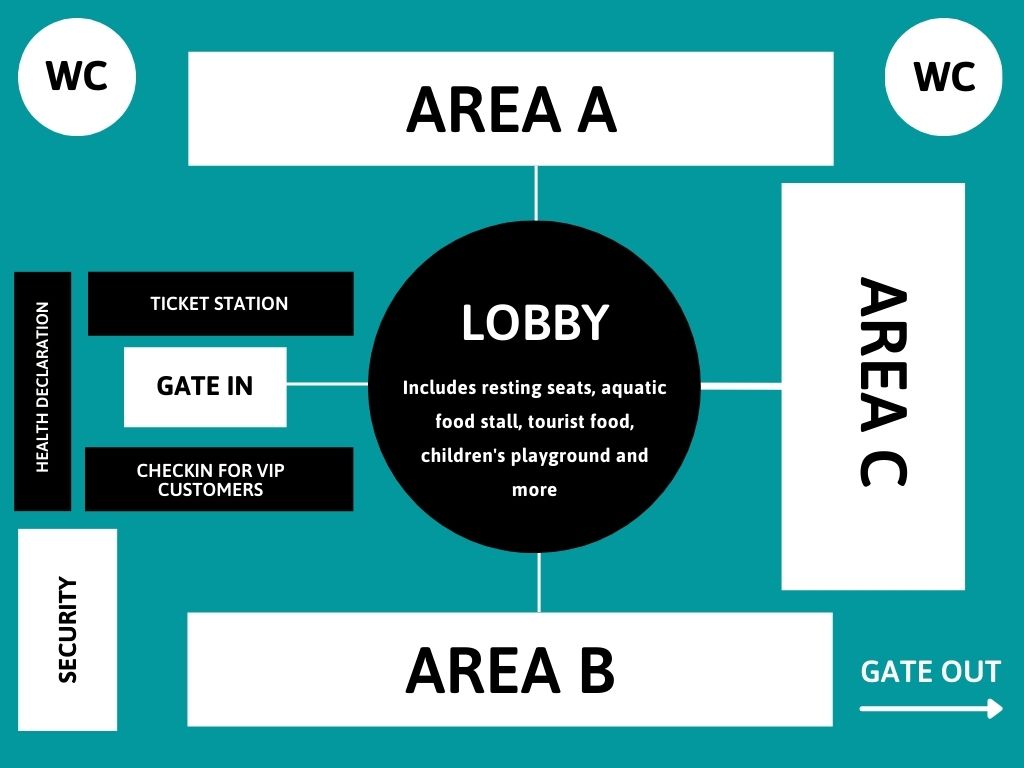 WC
WC
AREA A
AREA C
HEALTH DECLARATION
TICKET STATION
GATE IN
CHECKIN FOR VIP
CUSTOMERS
LOBBY
Includes resting seats, aquatic
food stall, tourist food,
children's playground and
more
SECURITY
AREA B
GATE OUT